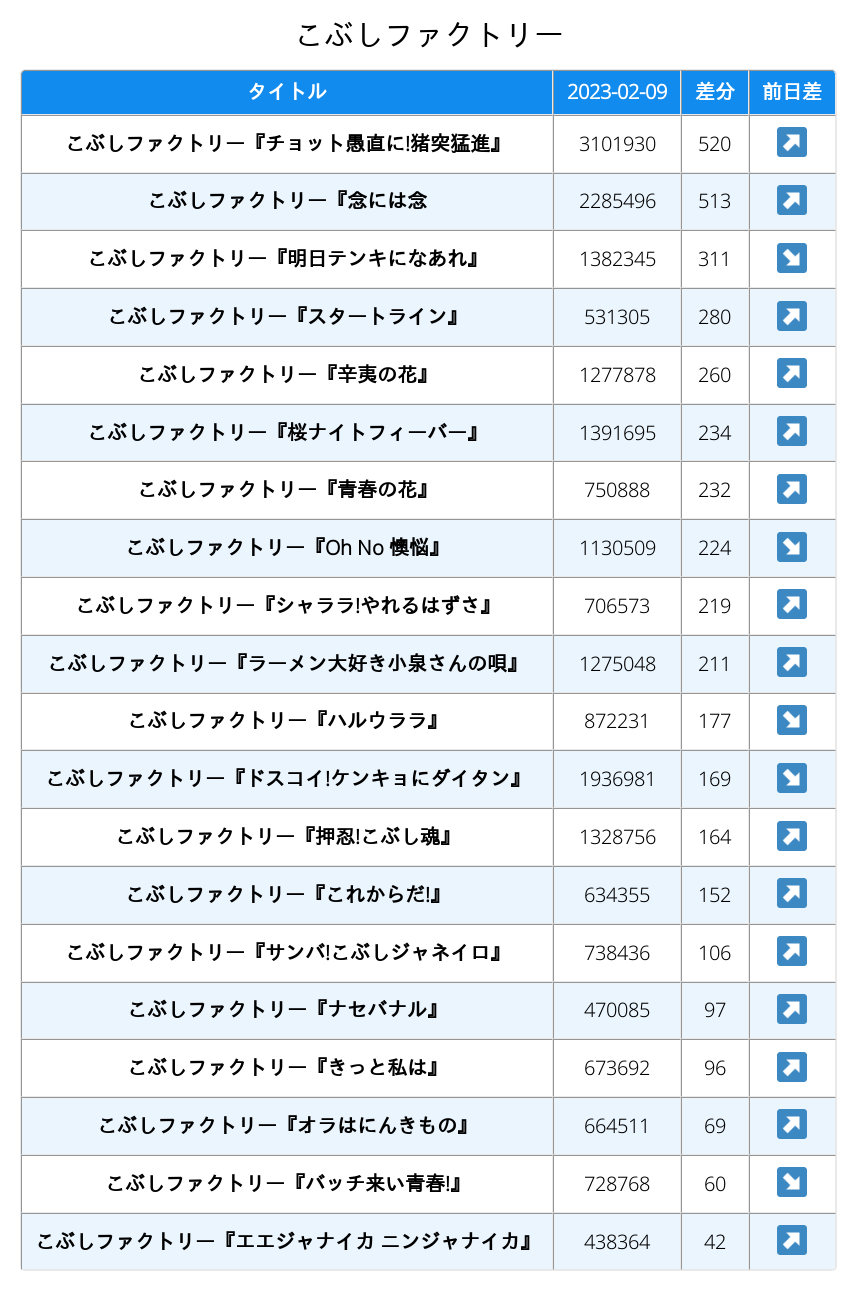 こぶしファクトリー
タイトル 2023-02-09 差分 前日差
こぶしファクトリー『チョット愚直に!猪突猛進』 3101930 520 ↗
こぶしファクトリー『念には念 2285496 513 ↗
こぶしファクトリー『明日テンキになあれ』 1382345 311 ↘
こぶしファクトリー『スタートライン』 531305 280 ↗
こぶしファクトリー『辛夷の花』 1277878 260 ↗
こぶしファクトリー『桜ナイトフィーバー』 1391695 234 ↗
こぶしファクトリー『青春の花』 750888 232 ↗
こぶしファクトリー『Oh No 懊悩』 1130509 224 ↘
こぶしファクトリー『シャララ!やれるはずさ』 706573 219 ↗
こぶしファクトリー『ラーメン大好き小泉さんの唄』 1275048 211 ↗
こぶしファクトリー『ハルウララ』 872231 177 ↘
こぶしファクトリー『ドスコイ!ケンキョにダイタン』 1936981 169 ↘
こぶしファクトリー『押忍!こぶし魂』 1328756 164 ↗
こぶしファクトリー『これからだ!』 634355 152 ↗
こぶしファクトリー『サンバ!こぶしジャネイロ』 738436 106 ↗
こぶしファクトリー『ナセバナル』 470085 97 ↗
こぶしファクトリー『きっと私は』 673692 96 ↗
こぶしファクトリー『オラはにんきもの』 664511 69 ↗
こぶしファクトリー『バッチ来い青春!』 728768 60 ↘
こぶしファクトリー『エエジャナイカ ニンジャナイカ』 438364 42 ↗